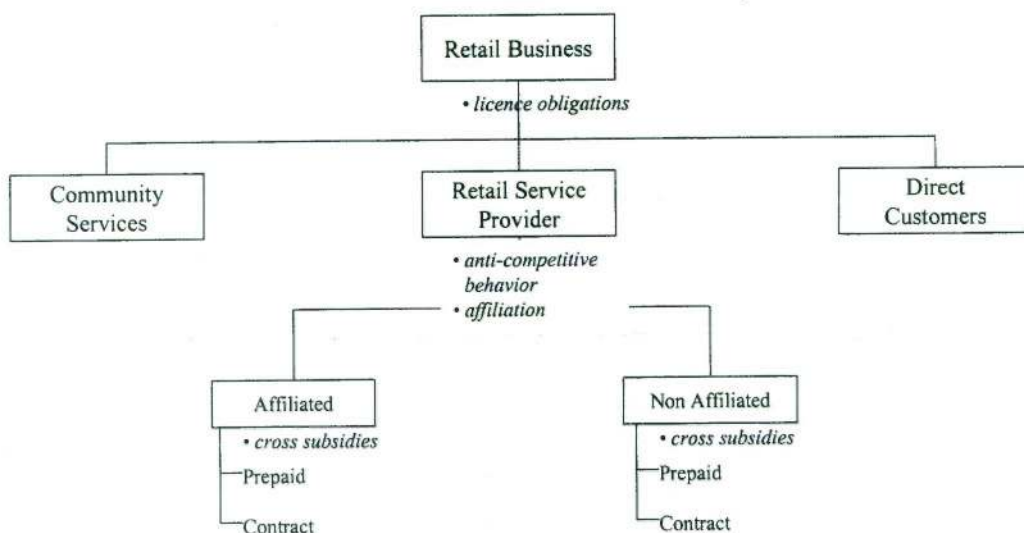 Retail Business
• licence obligations
Community
Services
Retail Service
Provider
Direct
Customers
• anti-competitive
behavior
• affiliation
Affiliated
Non Affiliated
• cross subsidies
• cross subsidies
Prepaid
Prepaid
Contract
Contract